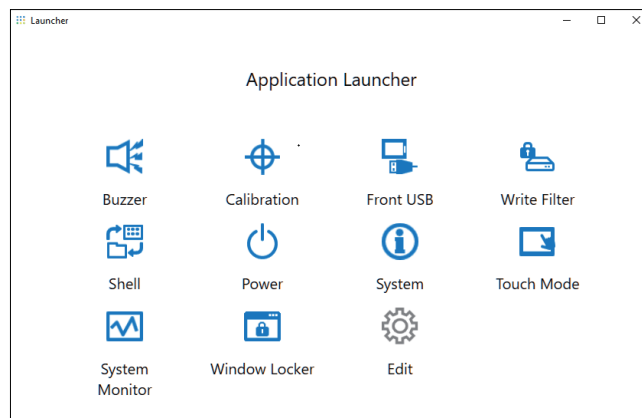 Launcher
Application Launcher
Buzzer
Calibration
Front USB
Write Filter
Shell
Power
System
Touch Mode
System
Monitor
Window Locker
Edit